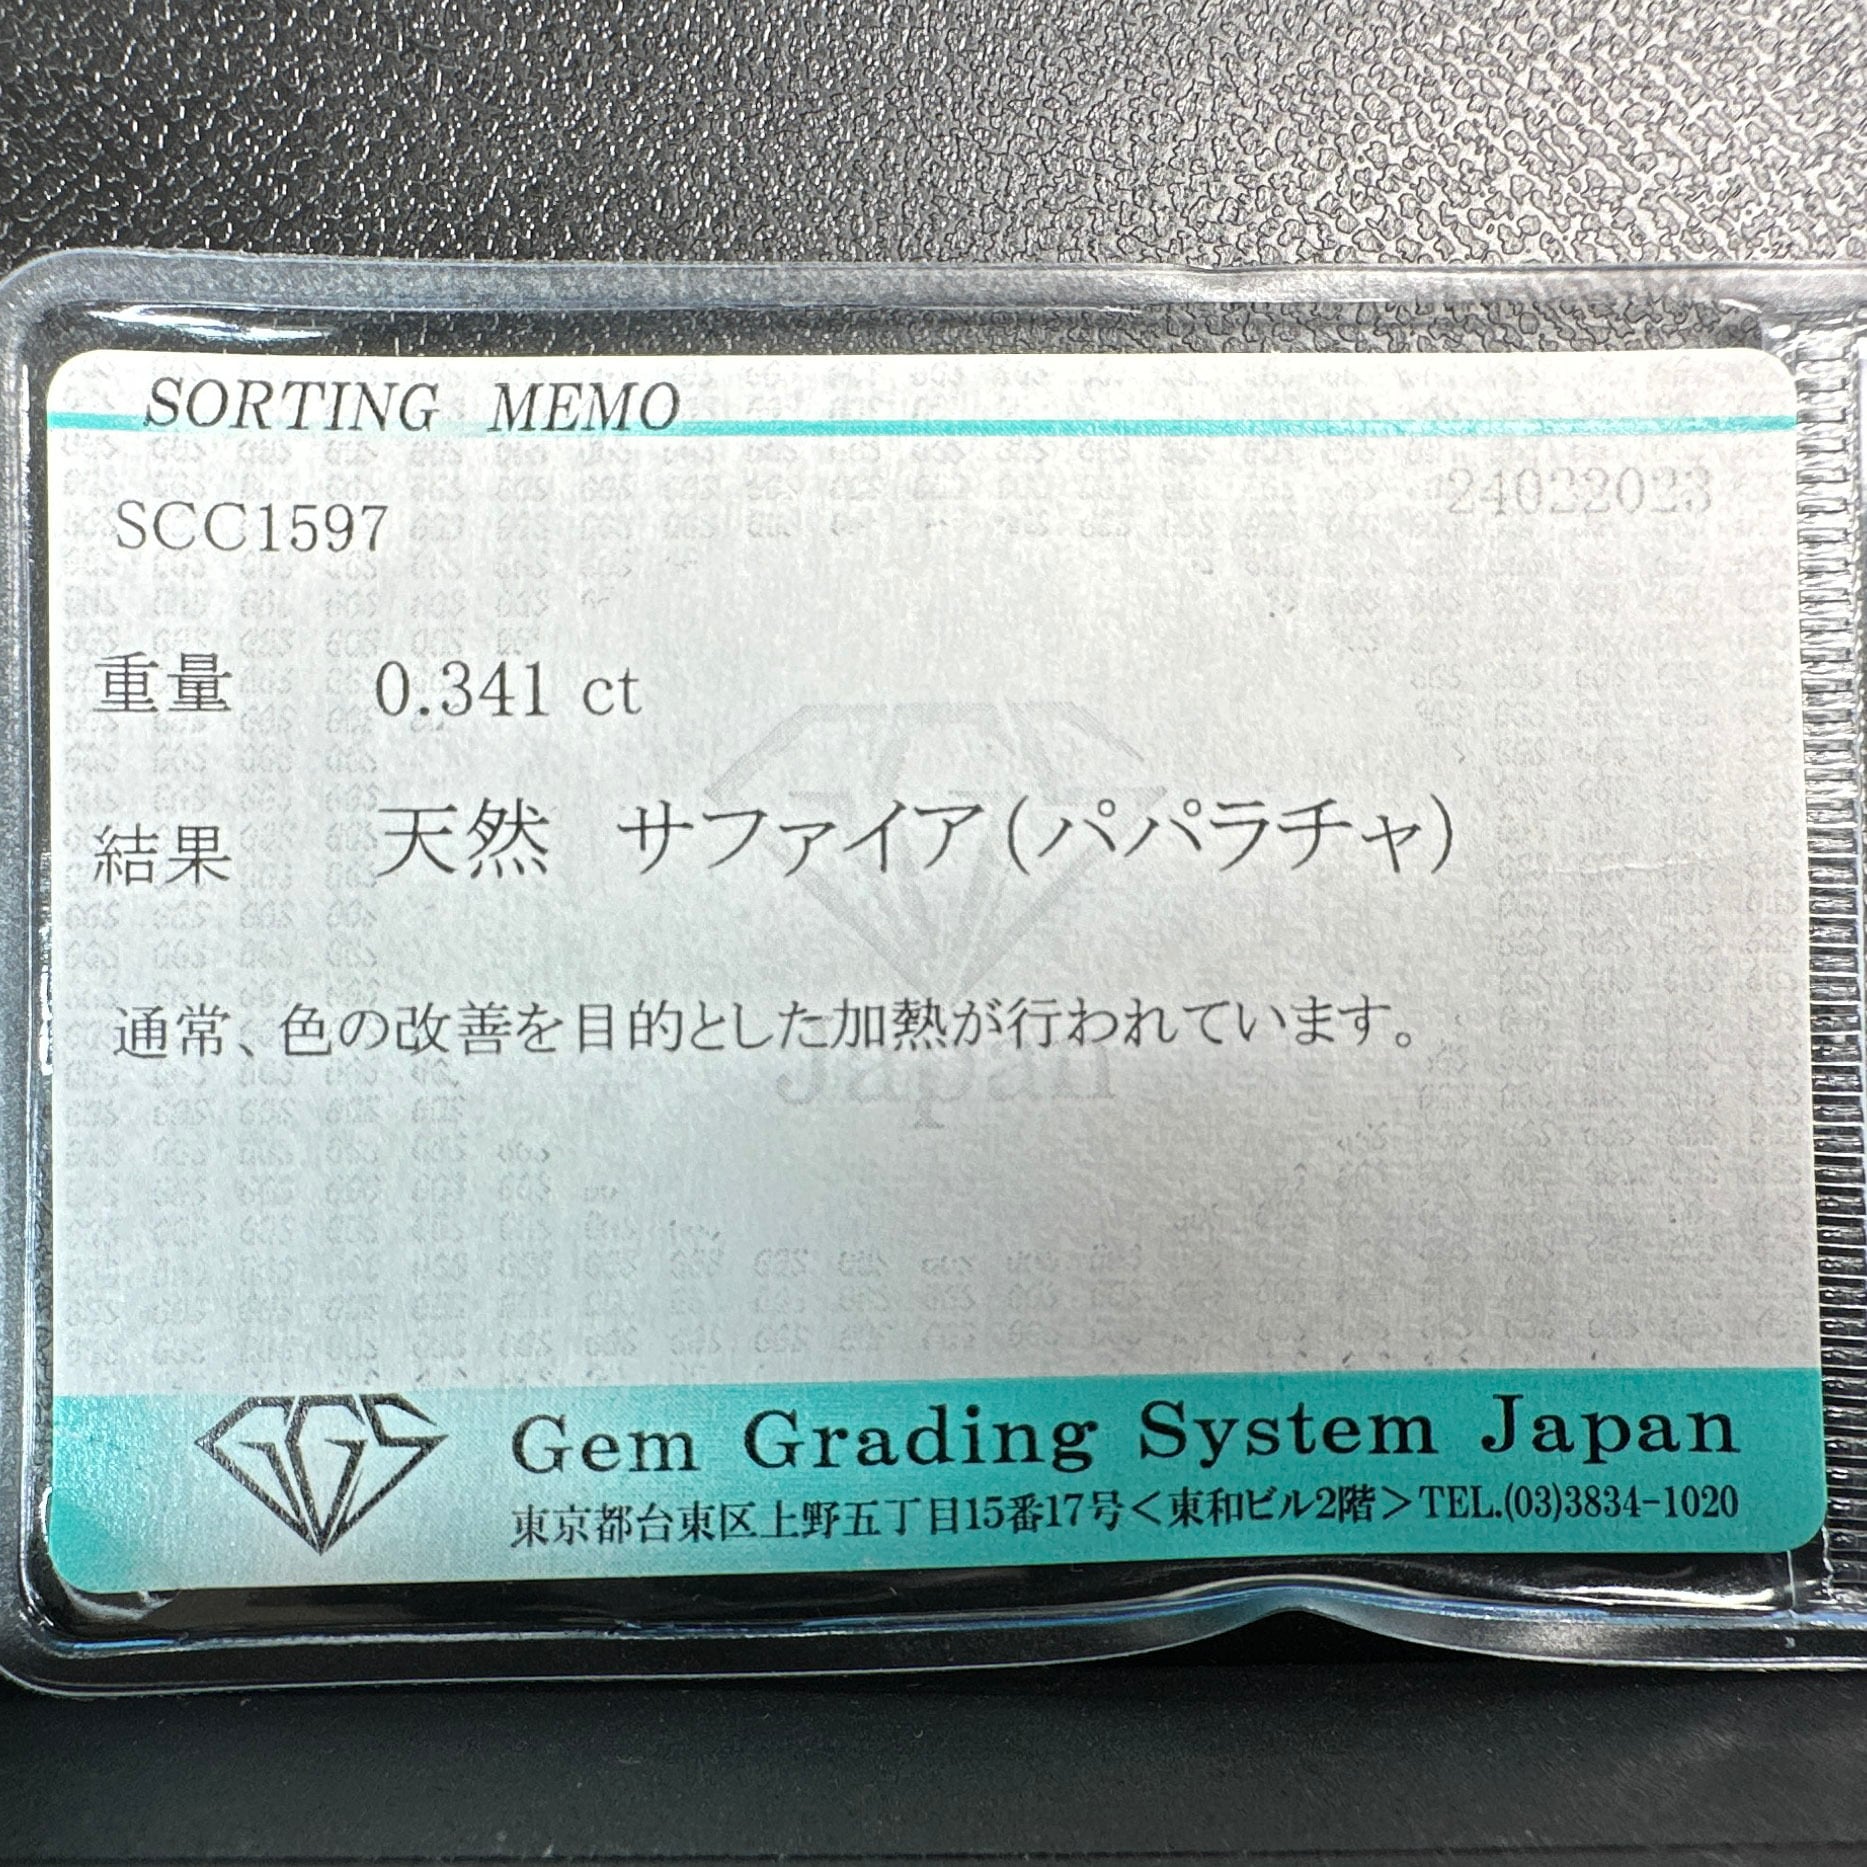 SORTING MEMO
24022023
SCC1597
重量 0.341 ct
結果 天然 サファイア(パパラチャ)
通常、色の改善を目的とした加熱が行われています。
Japan
GGS Gem Grading System Japan
東京都台東区上野五丁目15番17号<東和ビル2階>TEL.(03)3834-1020